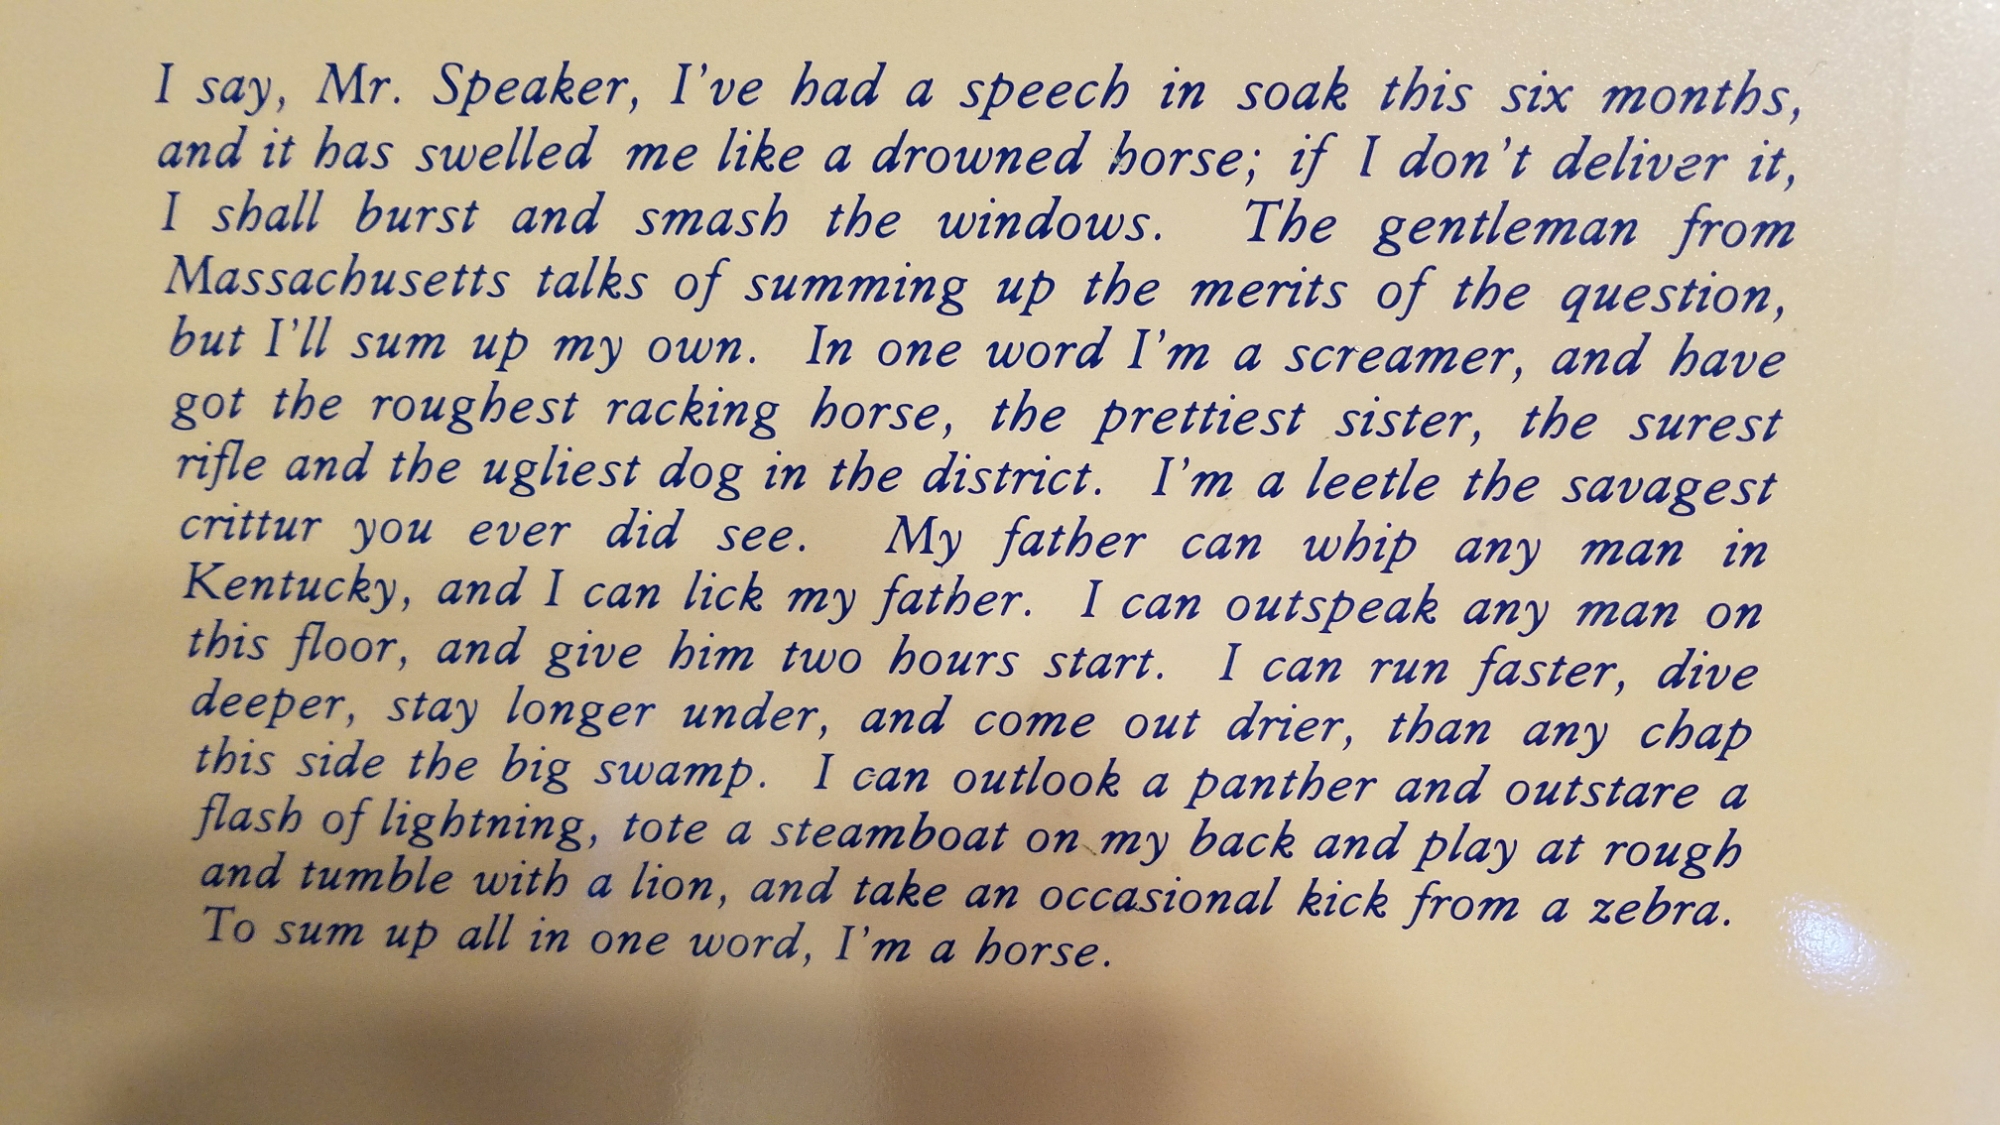 I say, Mr. Speaker, I've had a speech in soak this six months,
and it has swelled me like a drowned horse; if I don't deliver it,
I shall burst and smash the windows. The gentleman from
Massachusetts talks of summing up the merits of the question,
but I'll sum up my own. In one word I'm a screamer, and have
got the roughest racking horse, the prettiest sister, the surest
rifle and the ugliest dog in the district. I'm a leetle the savagest
crittur you ever did see. My father can whip any man in
Kentucky, and I can lick my father. I can outspeak any man on
this floor, and give him two hours start. I can run faster, dive
deeper, stay longer under, and come out drier, than any chap
this side the big swamp. I can outlook a panther and outstare a
flash of lightning, tote a steamboat on my back and play at rough
and tumble with a lion, and take an occasional kick from a zebra.
To sum up all in one word, I'm a horse.